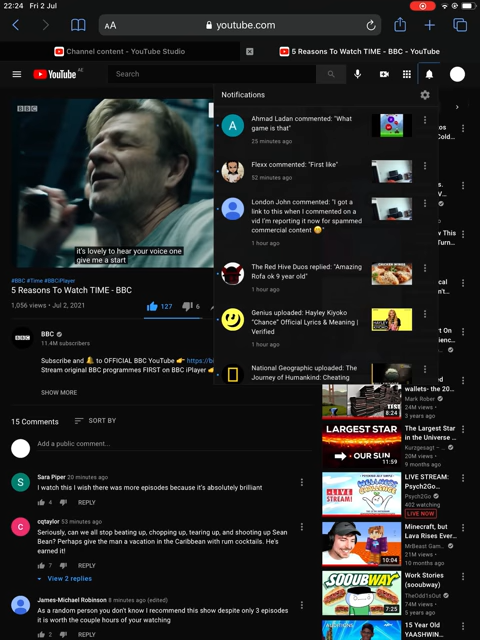 22:24 Fri 2 Jul
AA
youtube.com
Channel content - YouTube Studio
5 Reasons To Watch TIME - BBC - YouTube
YouTube AE
Search
Notifications
Ahmad Ladan commented: "What
game is that"
25 minutes ago
Flexx commented: "First like"
52 minutes ago
London John commented: "I got a
link to this when I commented on a
vid I'm reporting it now for spammed
commercial content 😀"
1 hour ago
The Red Hive Duos replied: "Amazing
Rofa ok 9 year old"
1 hour ago
Genius uploaded: Hayley Kiyoko
"Chance" Official Lyrics & Meaning |
Verified
1 hour ago
National Geographic uploaded: The
Journey of Humankind: Cheating
BBC
it's lovely to hear your voice one
give me a start
#BBC #Time #BBCiPlayer
5 Reasons To Watch TIME - BBC
1,056 views • Jul 2, 2021
127
6
BBC
BBC
11.4M subscribers
Subscribe and 🔔 to OFFICIAL BBC YouTube 👉 https://b
Stream original BBC programmes FIRST on BBC iPlayer 👉
SHOW MORE
15 Comments
SORT BY
Add a public comment...
S
Sara Piper 20 minutes ago
I watch this I wish there was more episodes because it's absolutely brilliant
4
REPLY
c
cqtaylor 53 minutes ago
Seriously, can we all stop beating up, chopping up, tearing up, and shooting up Sean
Bean? Perhaps give the man a vacation in the Caribbean with rum cocktails. He's
earned it!
7
REPLY
View 2 replies
James-Michael Robinson 8 minutes ago (edited)
As a random person you don't know I recommend this show despite only 3 episodes
it is worth the couple hours of your watching
2
REPLY
wallets- the 20...
Mark Rober
24M views •
3 years ago
8:24
LARGEST STAR
OUR SUN
11:59
The Largest Star
in the Universe ...
Kurzgesagt – ...
20M views •
9 months ago
LIVE
STREAM!
LIVE STREAM:
Psych2Go...
Psych2Go
402 watching
LIVE NOW
10:04
Minecraft, but
Lava Rises Ever...
MrBeast Gam...
21M views •
10 months ago
SOOUBWAY
7:25
Work Stories
(sooubway)
TheOdd1sOut
74M views •
5 years ago
AUDITIONS
15 Year Old
YAASHWIN...